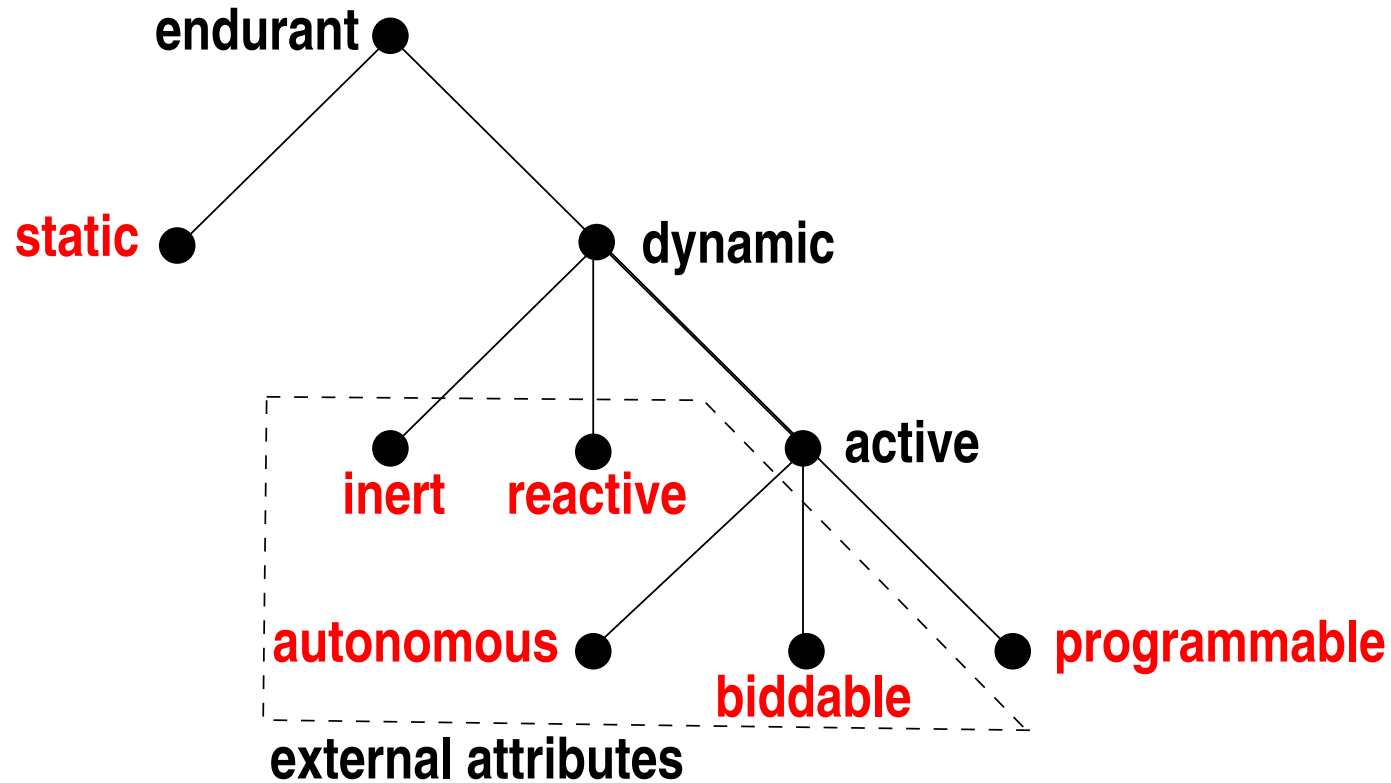 endurant
static
dynamic
active
inert
reactive
autonomous
programmable
biddable
external attributes